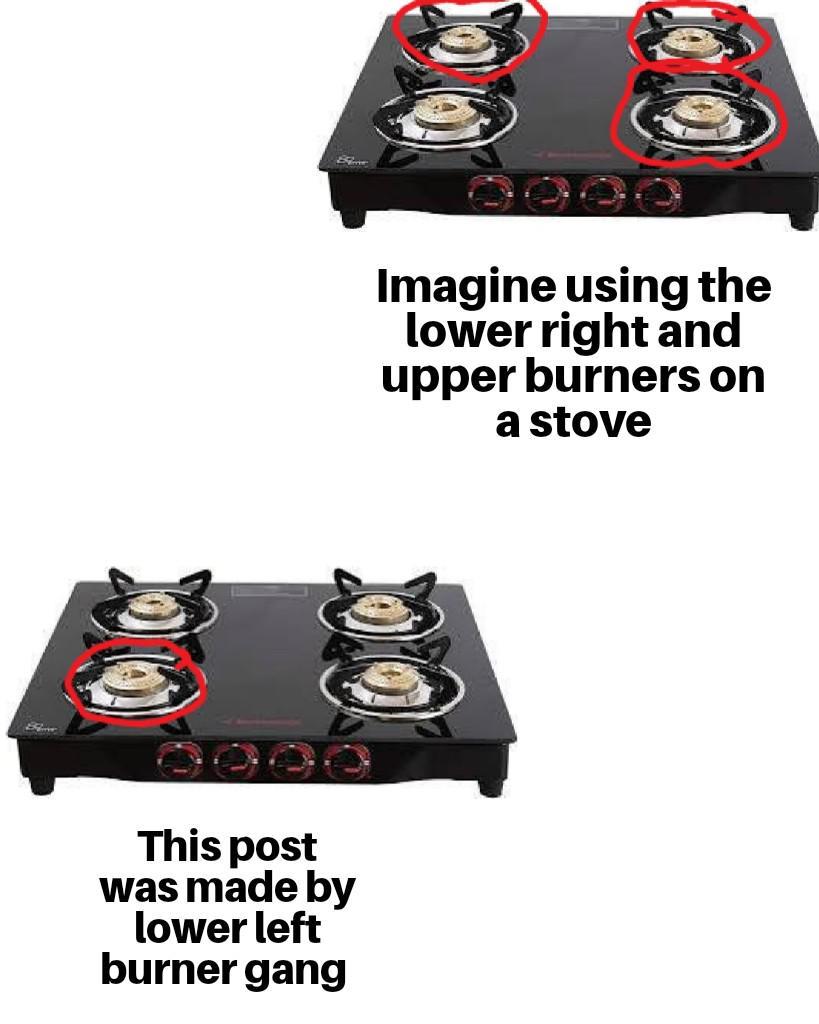 Imagine using the
lower right and
upper burners on
a stove
This post
was made by
lower left
burner gang